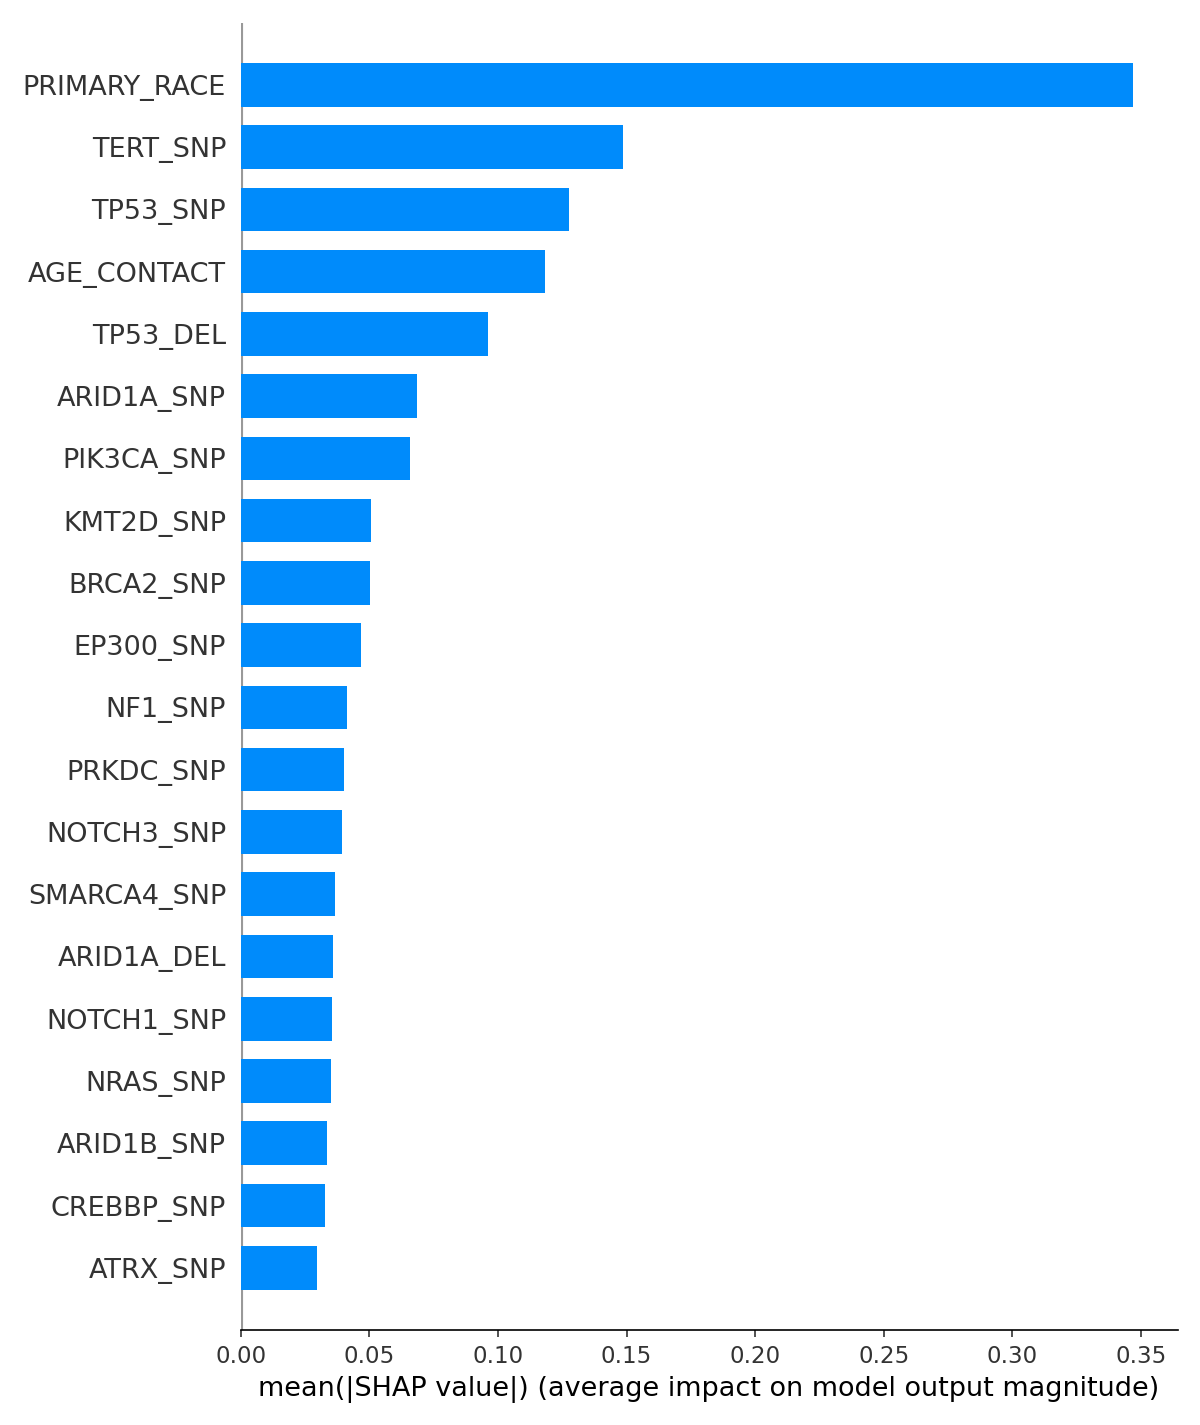 PRIMARY_RACE
TERT_SNP
TP53_SNP
AGE_CONTACT
TP53_DEL
ARID1A_SNP
PIK3CA_SNP
KMT2D_SNP
BRCA2_SNP
EP300_SNP
NF1_SNP
PRKDC_SNP
NOTCH3_SNP
SMARCA4_SNP
ARID1A_DEL
NOTCH1_SNP
NRAS_SNP
ARID1B_SNP
CREBBP_SNP
ATRX_SNP
0.00 0.05 0.10 0.15 0.20 0.25 0.30 0.35
mean(|SHAP value|) (average impact on model output magnitude)